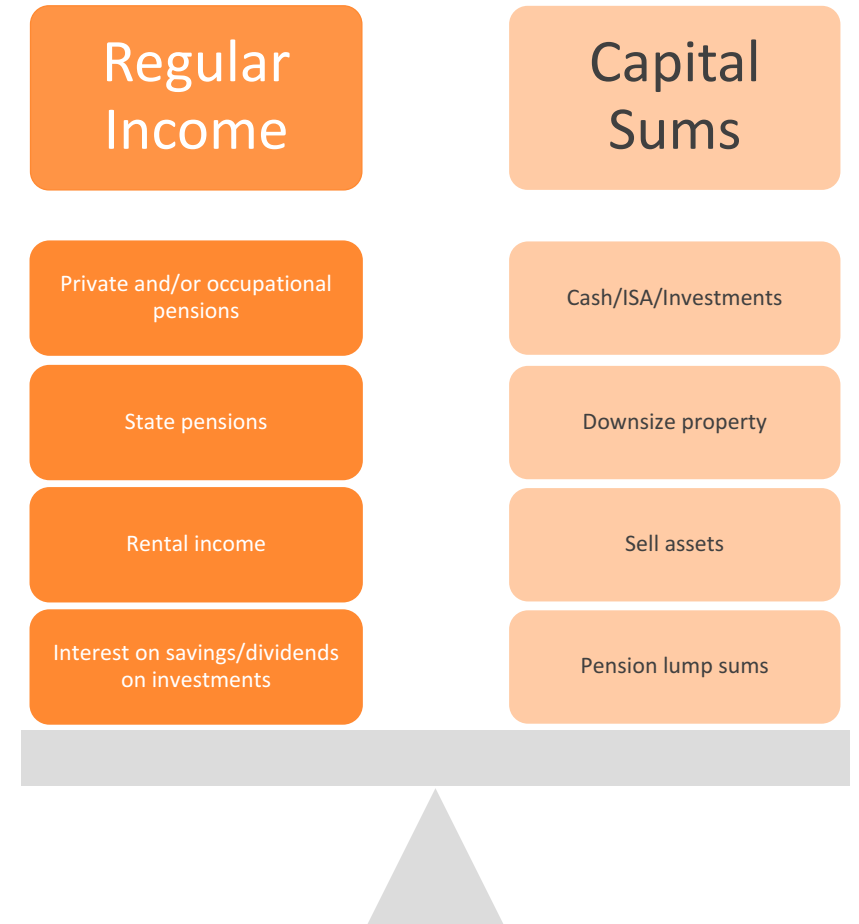 Regular
Income
Capital
Sums
Private and/or occupational
pensions
Cash/ISA/Investments
State pensions
Downsize property
Rental income
Sell assets
Interest on savings/dividends
on investments
Pension lump sums